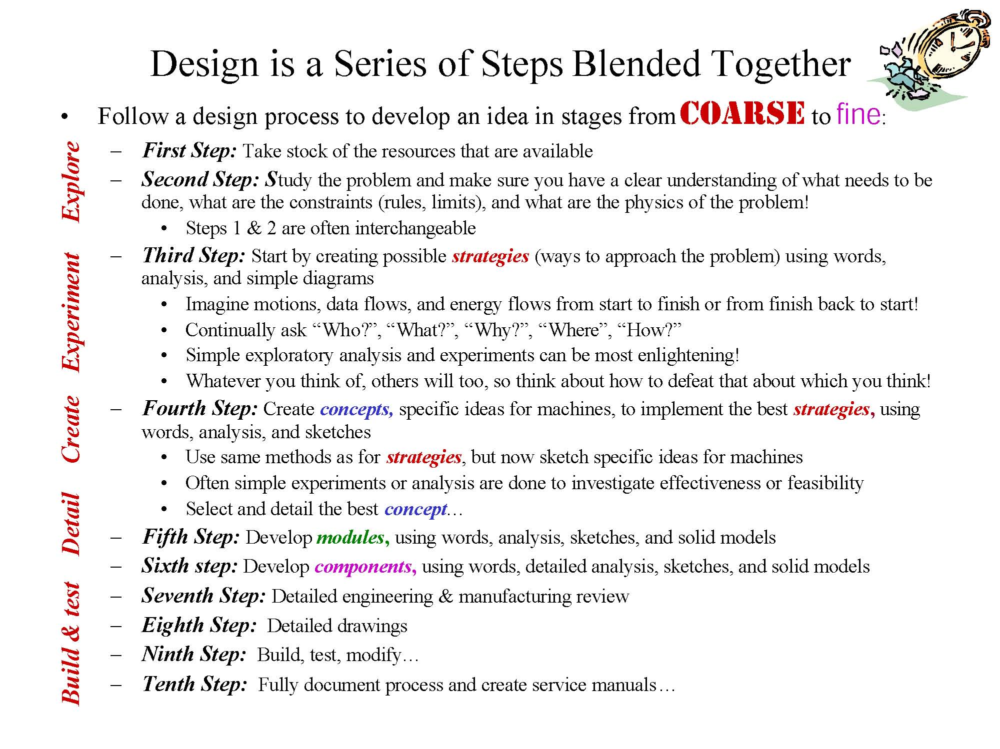 Design is a Series of Steps Blended Together
• Follow a design process to develop an idea in stages from COARSE to fine:
Explore
– First Step: Take stock of the resources that are available
– Second Step: Study the problem and make sure you have a clear understanding of what needs to be
done, what are the constraints (rules, limits), and what are the physics of the problem!
• Steps 1 & 2 are often interchangeable
Experiment
– Third Step: Start by creating possible strategies (ways to approach the problem) using words,
analysis, and simple diagrams
• Imagine motions, data flows, and energy flows from start to finish or from finish back to start!
• Continually ask “Who?”, “What?”, “Why?”, “Where”, “How?”
• Simple exploratory analysis and experiments can be most enlightening!
• Whatever you think of, others will too, so think about how to defeat that about which you think!
Create
– Fourth Step: Create concepts, specific ideas for machines, to implement the best strategies, using
words, analysis, and sketches
• Use same methods as for strategies, but now sketch specific ideas for machines
• Often simple experiments or analysis are done to investigate effectiveness or feasibility
• Select and detail the best concept…
Detail
– Fifth Step: Develop modules, using words, analysis, sketches, and solid models
– Sixth step: Develop components, using words, detailed analysis, sketches, and solid models
Build & test
– Seventh Step: Detailed engineering & manufacturing review
– Eighth Step: Detailed drawings
– Ninth Step: Build, test, modify…
– Tenth Step: Fully document process and create service manuals…